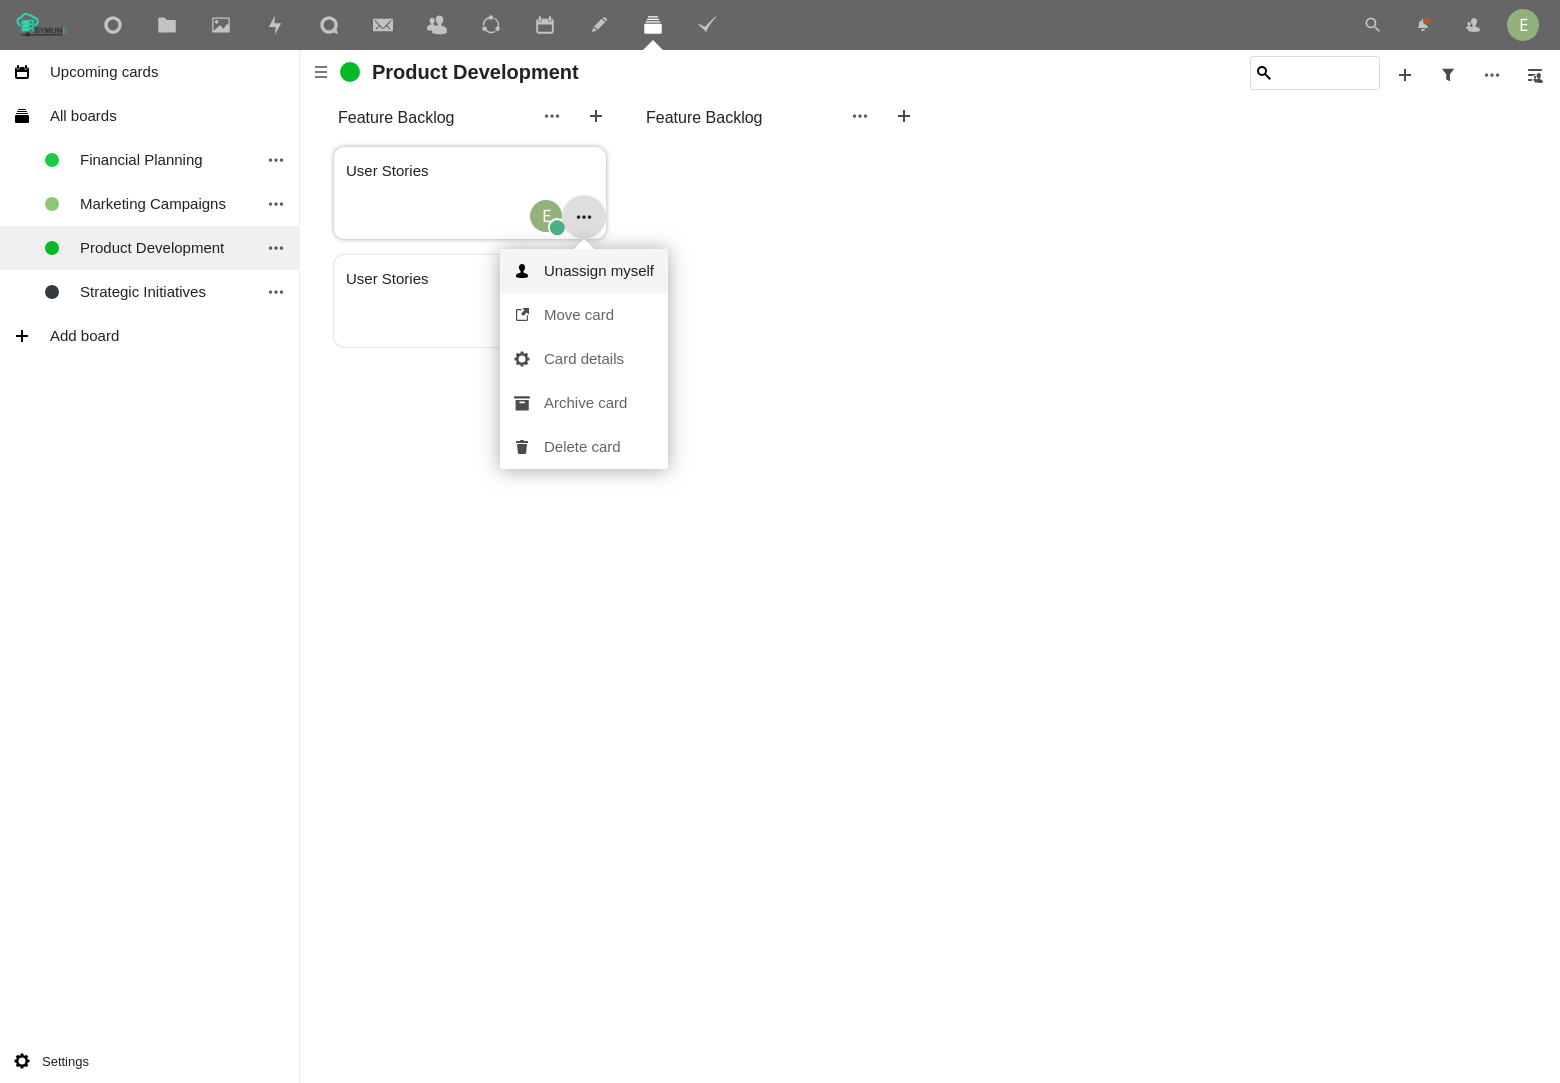 E
Upcoming cards
All boards
Financial Planning
Marketing Campaigns
Product Development
Strategic Initiatives
Add board
Settings
Product Development
Feature Backlog
Feature Backlog
User Stories
E
User Stories
Unassign myself
Move card
Card details
Archive card
Delete card